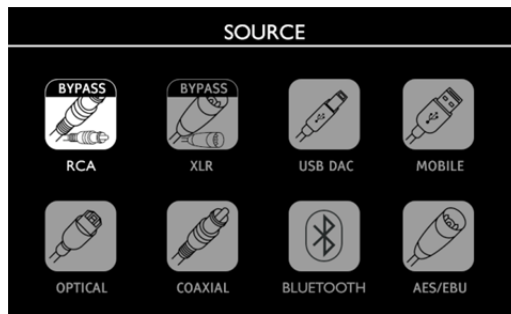 SOURCE
BYPASS BYPASS
RCA XLR USB DAC MOBILE
OPTICAL COAXIAL BLUETOOTH AES/EBU